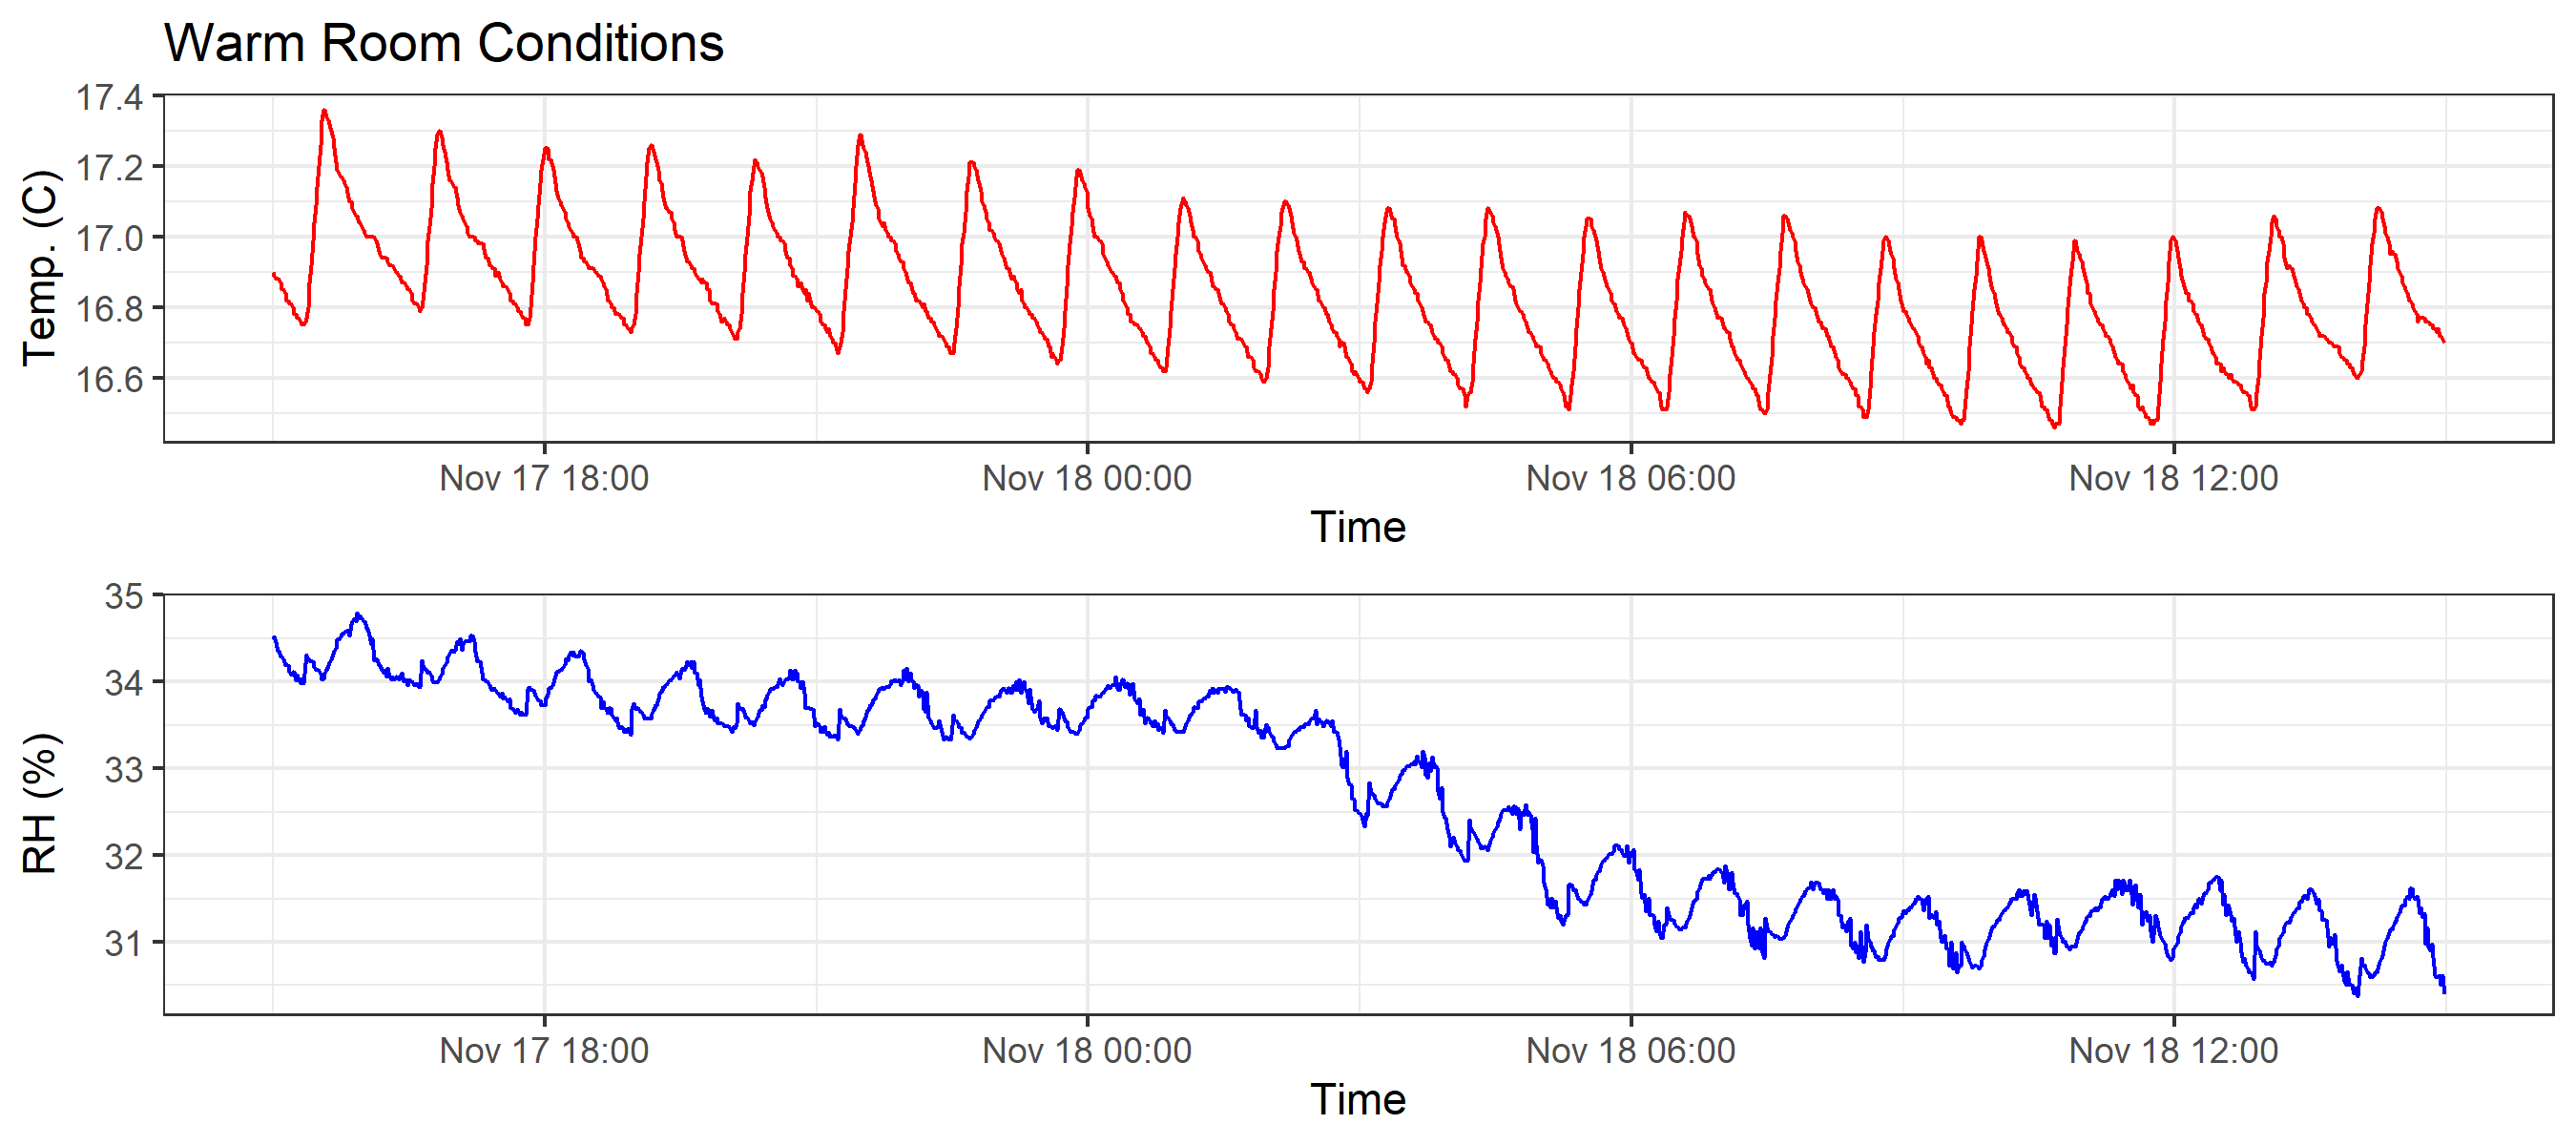 Warm Room Conditions
17.4
17.2
17.0
16.8
16.6
Temp. (C)
Nov 17 18:00 Nov 18 00:00 Nov 18 06:00 Nov 18 12:00
Time
35
34
33
32
31
RH (%)
Nov 17 18:00 Nov 18 00:00 Nov 18 06:00 Nov 18 12:00
Time